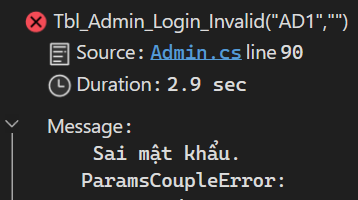 Tbl_Admin_Login_Invalid("AD1","")
Source: Admin.cs line 90
Duration: 2.9 sec
Message:
Sai mật khẩu.
ParamsCoupleError: